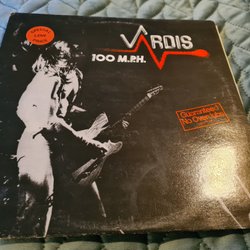 VARDIS
100 M.P.H.
Guaranteed
No Overdubs